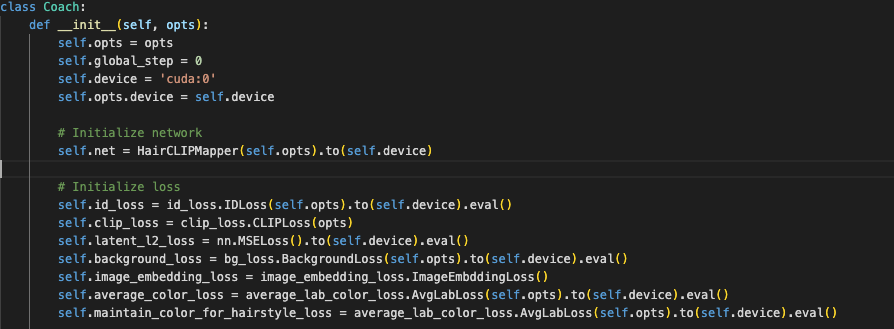 class Coach:
    def __init__(self, opts):
        self.opts = opts
        self.global_step = 0
        self.device = 'cuda:0'
        self.opts.device = self.device
        # Initialize network
        self.net = HairCLIPMapper(self.opts).to(self.device)
        # Initialize loss
        self.id_loss = id_loss.IDLoss(self.opts).to(self.device).eval()
        self.clip_loss = clip_loss.CLIPLoss(opts)
        self.latent_l2_loss = nn.MSELoss().to(self.device).eval()
        self.background_loss = bg_loss.BackgroundLoss(self.opts).to(self.device).eval()
        self.image_embedding_loss = image_embedding_loss.ImageEmbddingLoss()
        self.average_color_loss = average_lab_color_loss.AvgLabLoss(self.opts).to(self.device).eval()
        self.maintain_color_for_hairstyle_loss = average_lab_color_loss.AvgLabLoss(self.opts).to(self.device).eval()